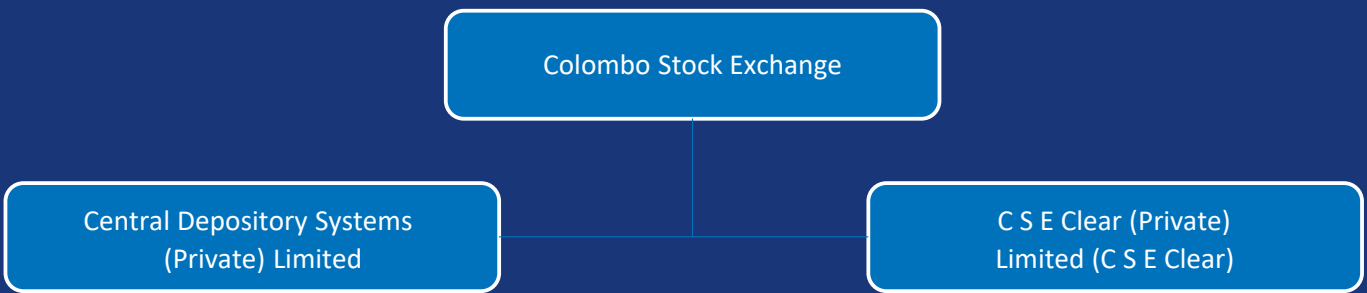 Colombo Stock Exchange
Central Depository Systems
(Private) Limited
C S E Clear (Private)
Limited (C S E Clear)